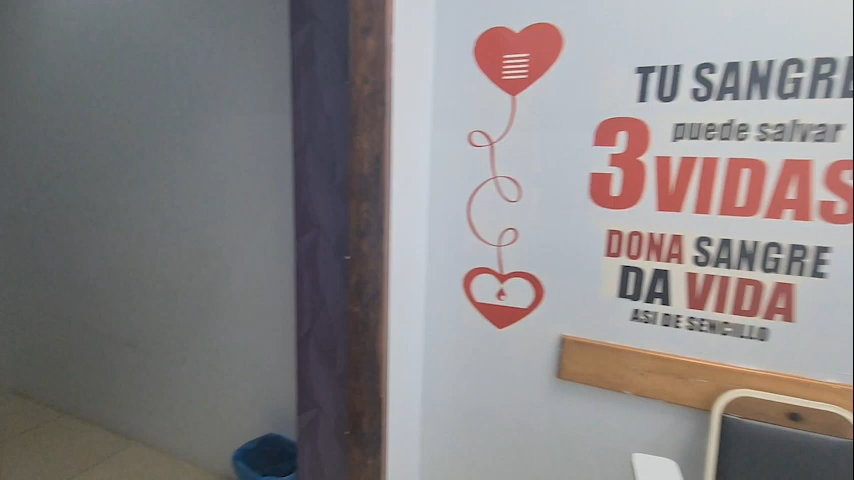 TU SANGRE
puede salvar
3 VIDAS
DONA SANGRE
DA VIDA
ASI DE SENCILLO